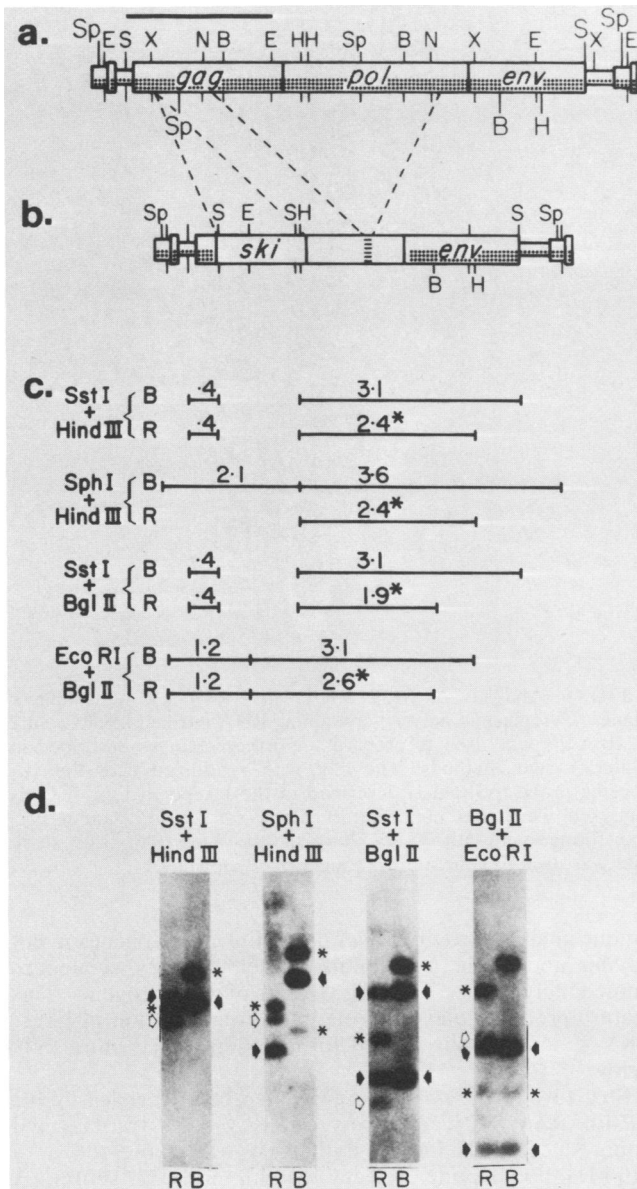 a.
Sp E S X N B E H H Sp B N X E S X Sp E
gag pol env
Sp B H
b.
Sp S E S H S Sp
ski env
B H
c.
Sst I + Hind III { B ·4 3·1
R ·4 2·4*
Sph I + Hind III { B 2·1 3·6
R 2·4*
Sst I + Bgl II { B ·4 3·1
R ·4 1·9*
Eco RI + Bgl II { B 1·2 3·1
R 1·2 2·6*
d.
Sst I + Hind III
Sph I + Hind III
Sst I + Bgl II
Bgl II + Eco RI
* * * * * * * * * *
R B R B R B R B